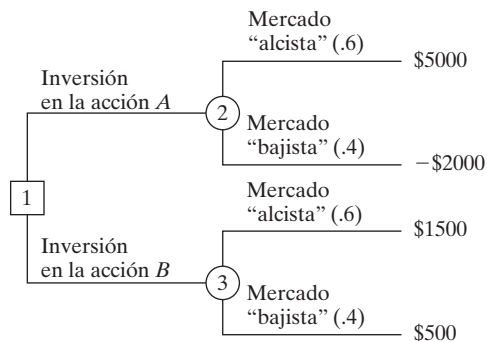 Mercado
“alcista” (.6)
$5000
Inversión
en la acción A
2
Mercado
“bajista” (.4)
−$2000
1
Mercado
“alcista” (.6)
$1500
Inversión
en la acción B
3
Mercado
“bajista” (.4)
$500